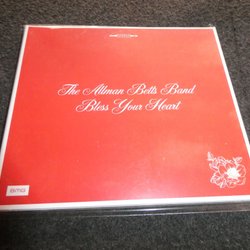 The Allman Betts Band
Bless Your Heart
BMG